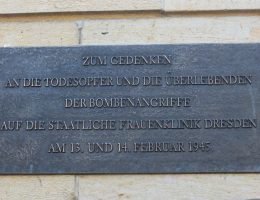 ZUM GEDENKEN
AN DIE TODESOPFER UND DIE ÜBERLEBENDEN
DER BOMBENANGRIFFE
AUF DIE STAATLICHE FRAUENKLINIK DRESDEN
AM 13. UND 14. FEBRUAR 1945